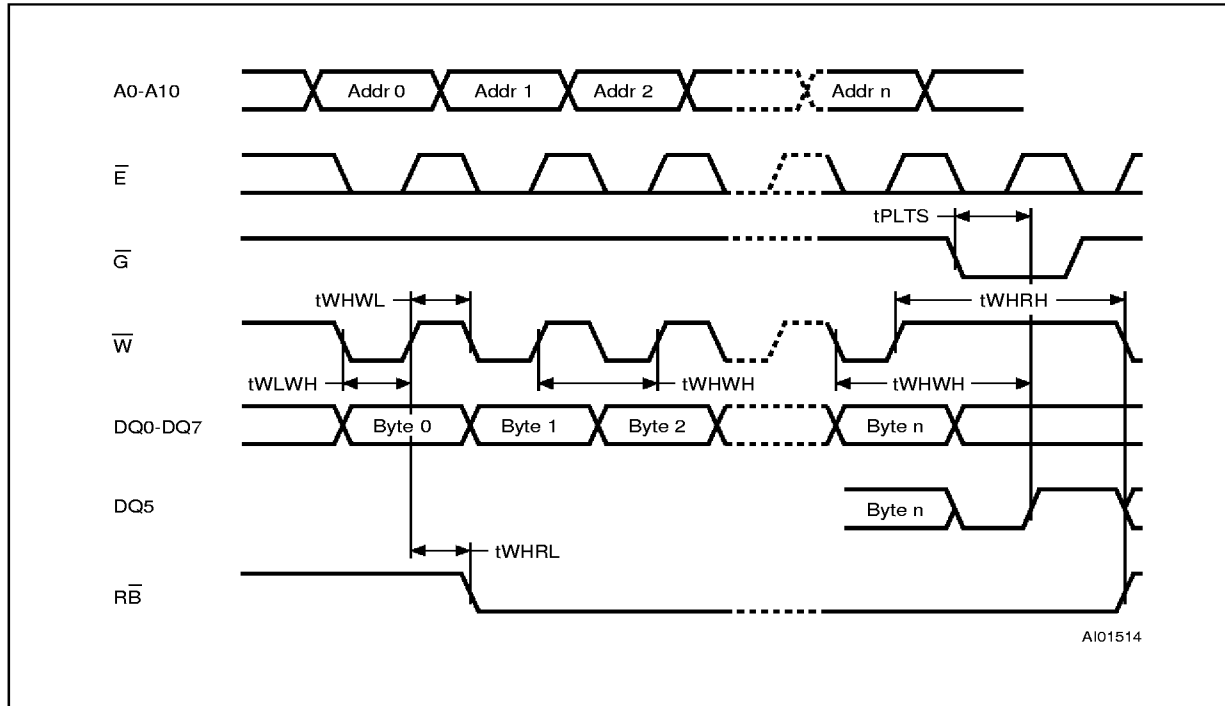 A0-A10
Addr 0
Addr 1
Addr 2
Addr n
E̅
tPLTS
G̅
tWHWL
tWHRH
W̅
tWLWH
tWHWH
tWHWH
DQ0-DQ7
Byte 0
Byte 1
Byte 2
Byte n
DQ5
Byte n
tWHRL
RB̅
AI01514